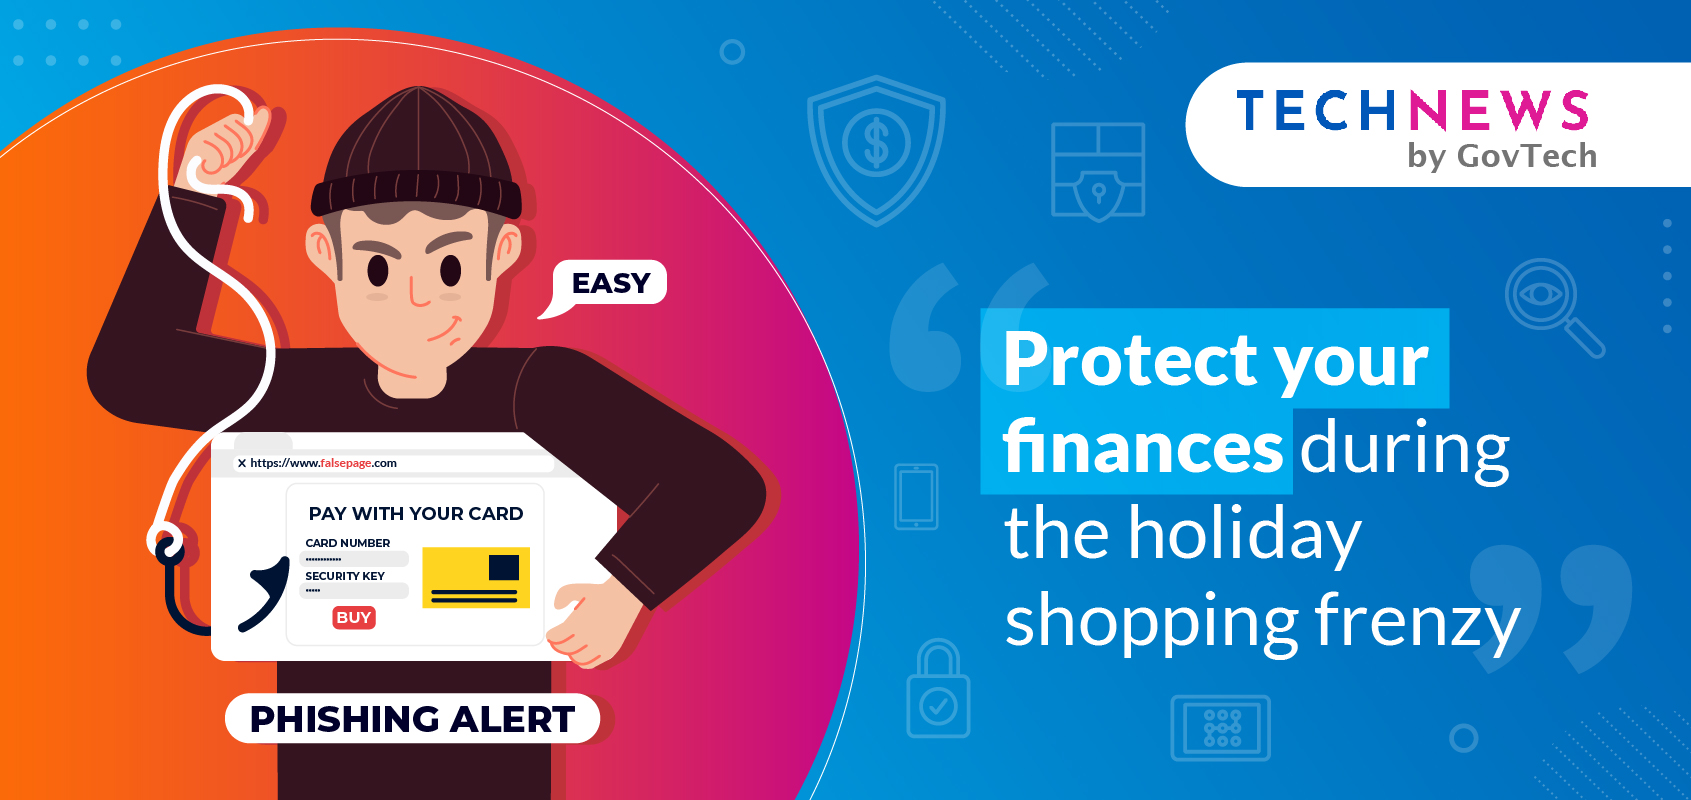 TECHNEWS
by GovTech
EASY
Protect your
finances during
the holiday
shopping frenzy
× https://www.falsepage.com
PAY WITH YOUR CARD
CARD NUMBER
••••••••••••
SECURITY KEY
•••••
BUY
PHISHING ALERT